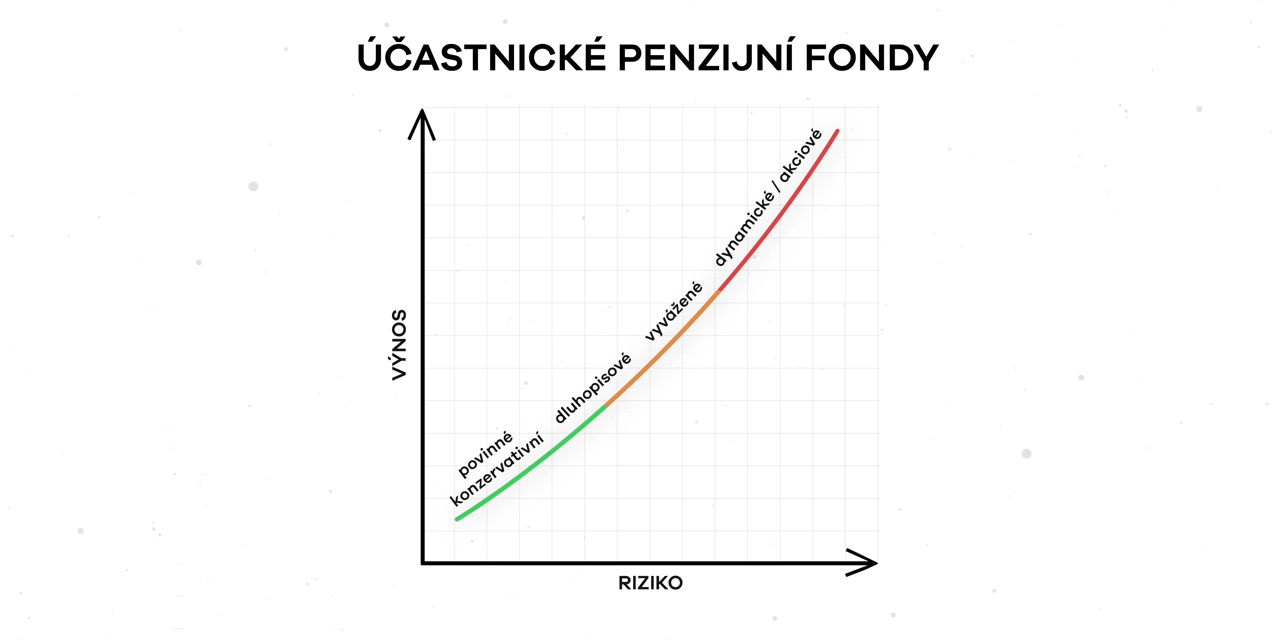 ÚČASTNICKÉ PENZIJNÍ FONDY
VÝNOS
povinné
konzervativní
dluhopisové
vyvážené
dynamické / akciové
RIZIKO